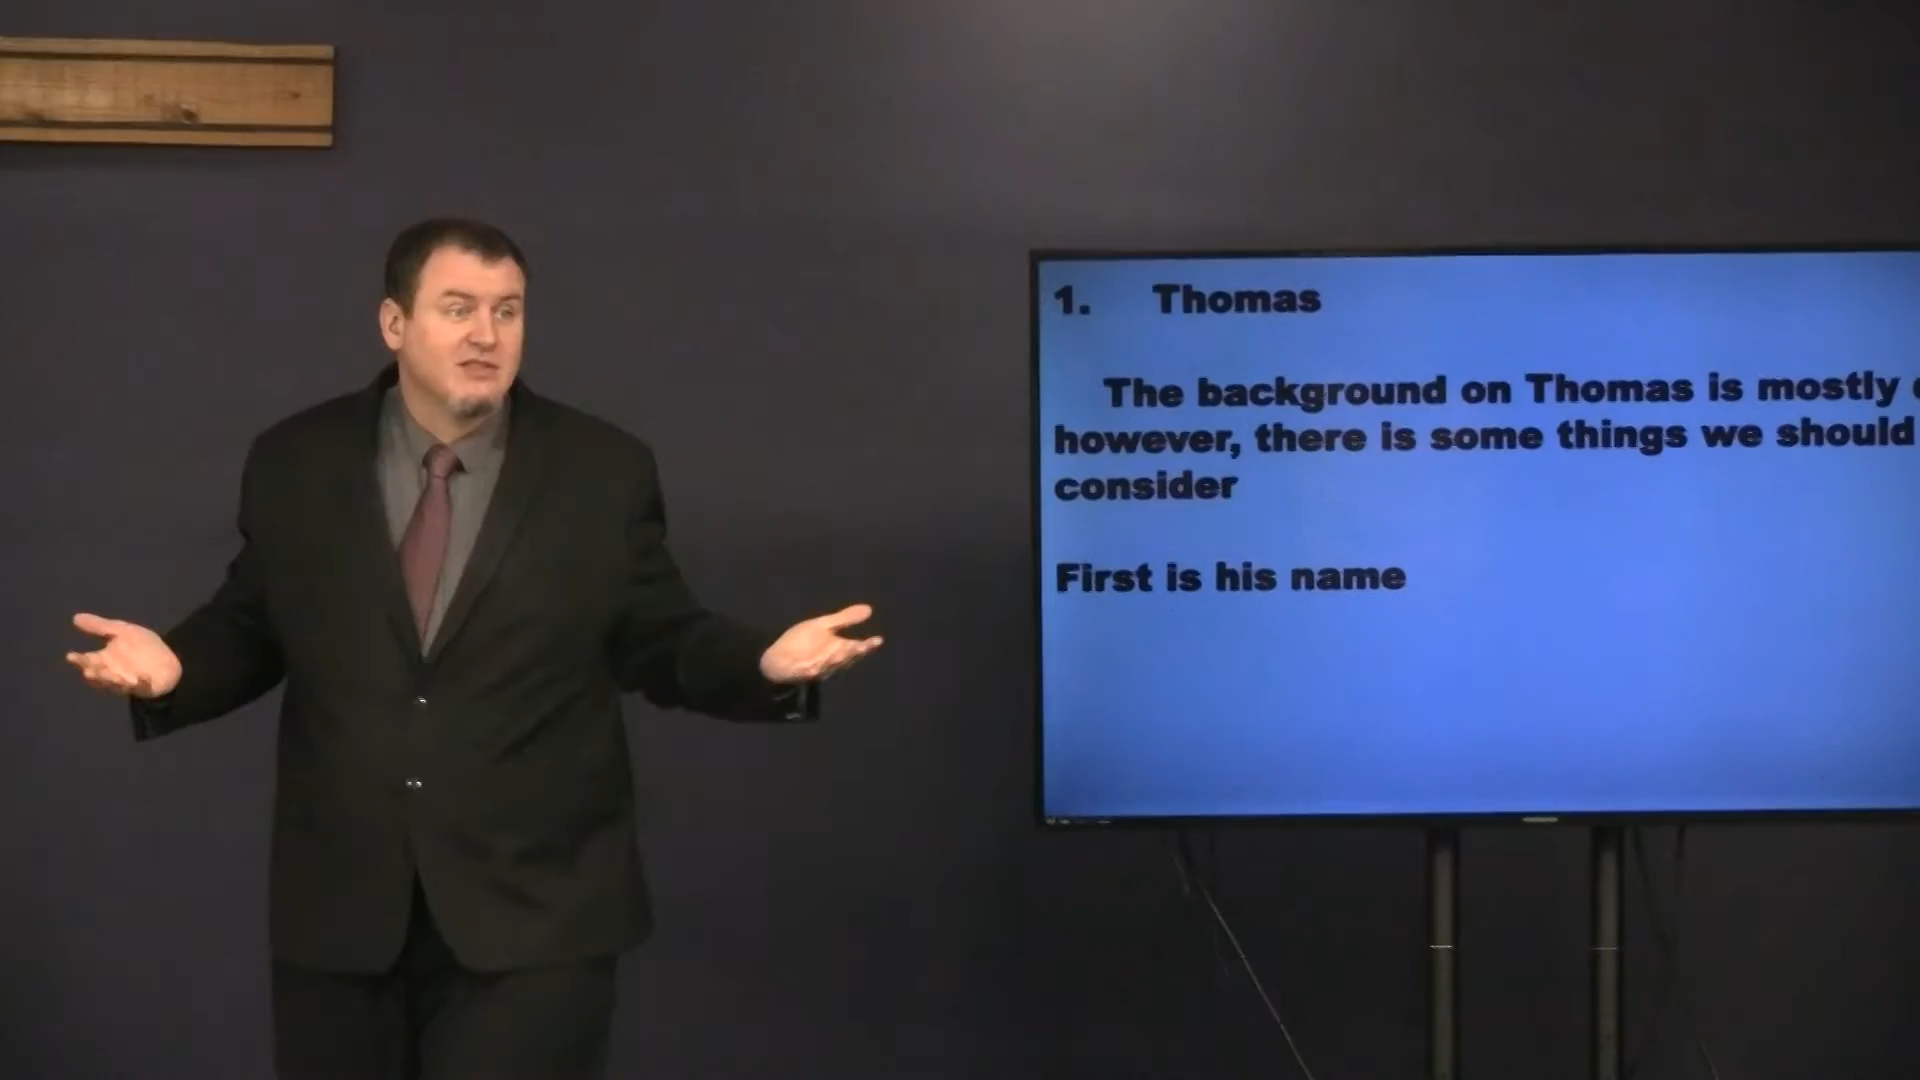 1. Thomas
The background on Thomas is mostly
however, there is some things we should
consider
First is his name